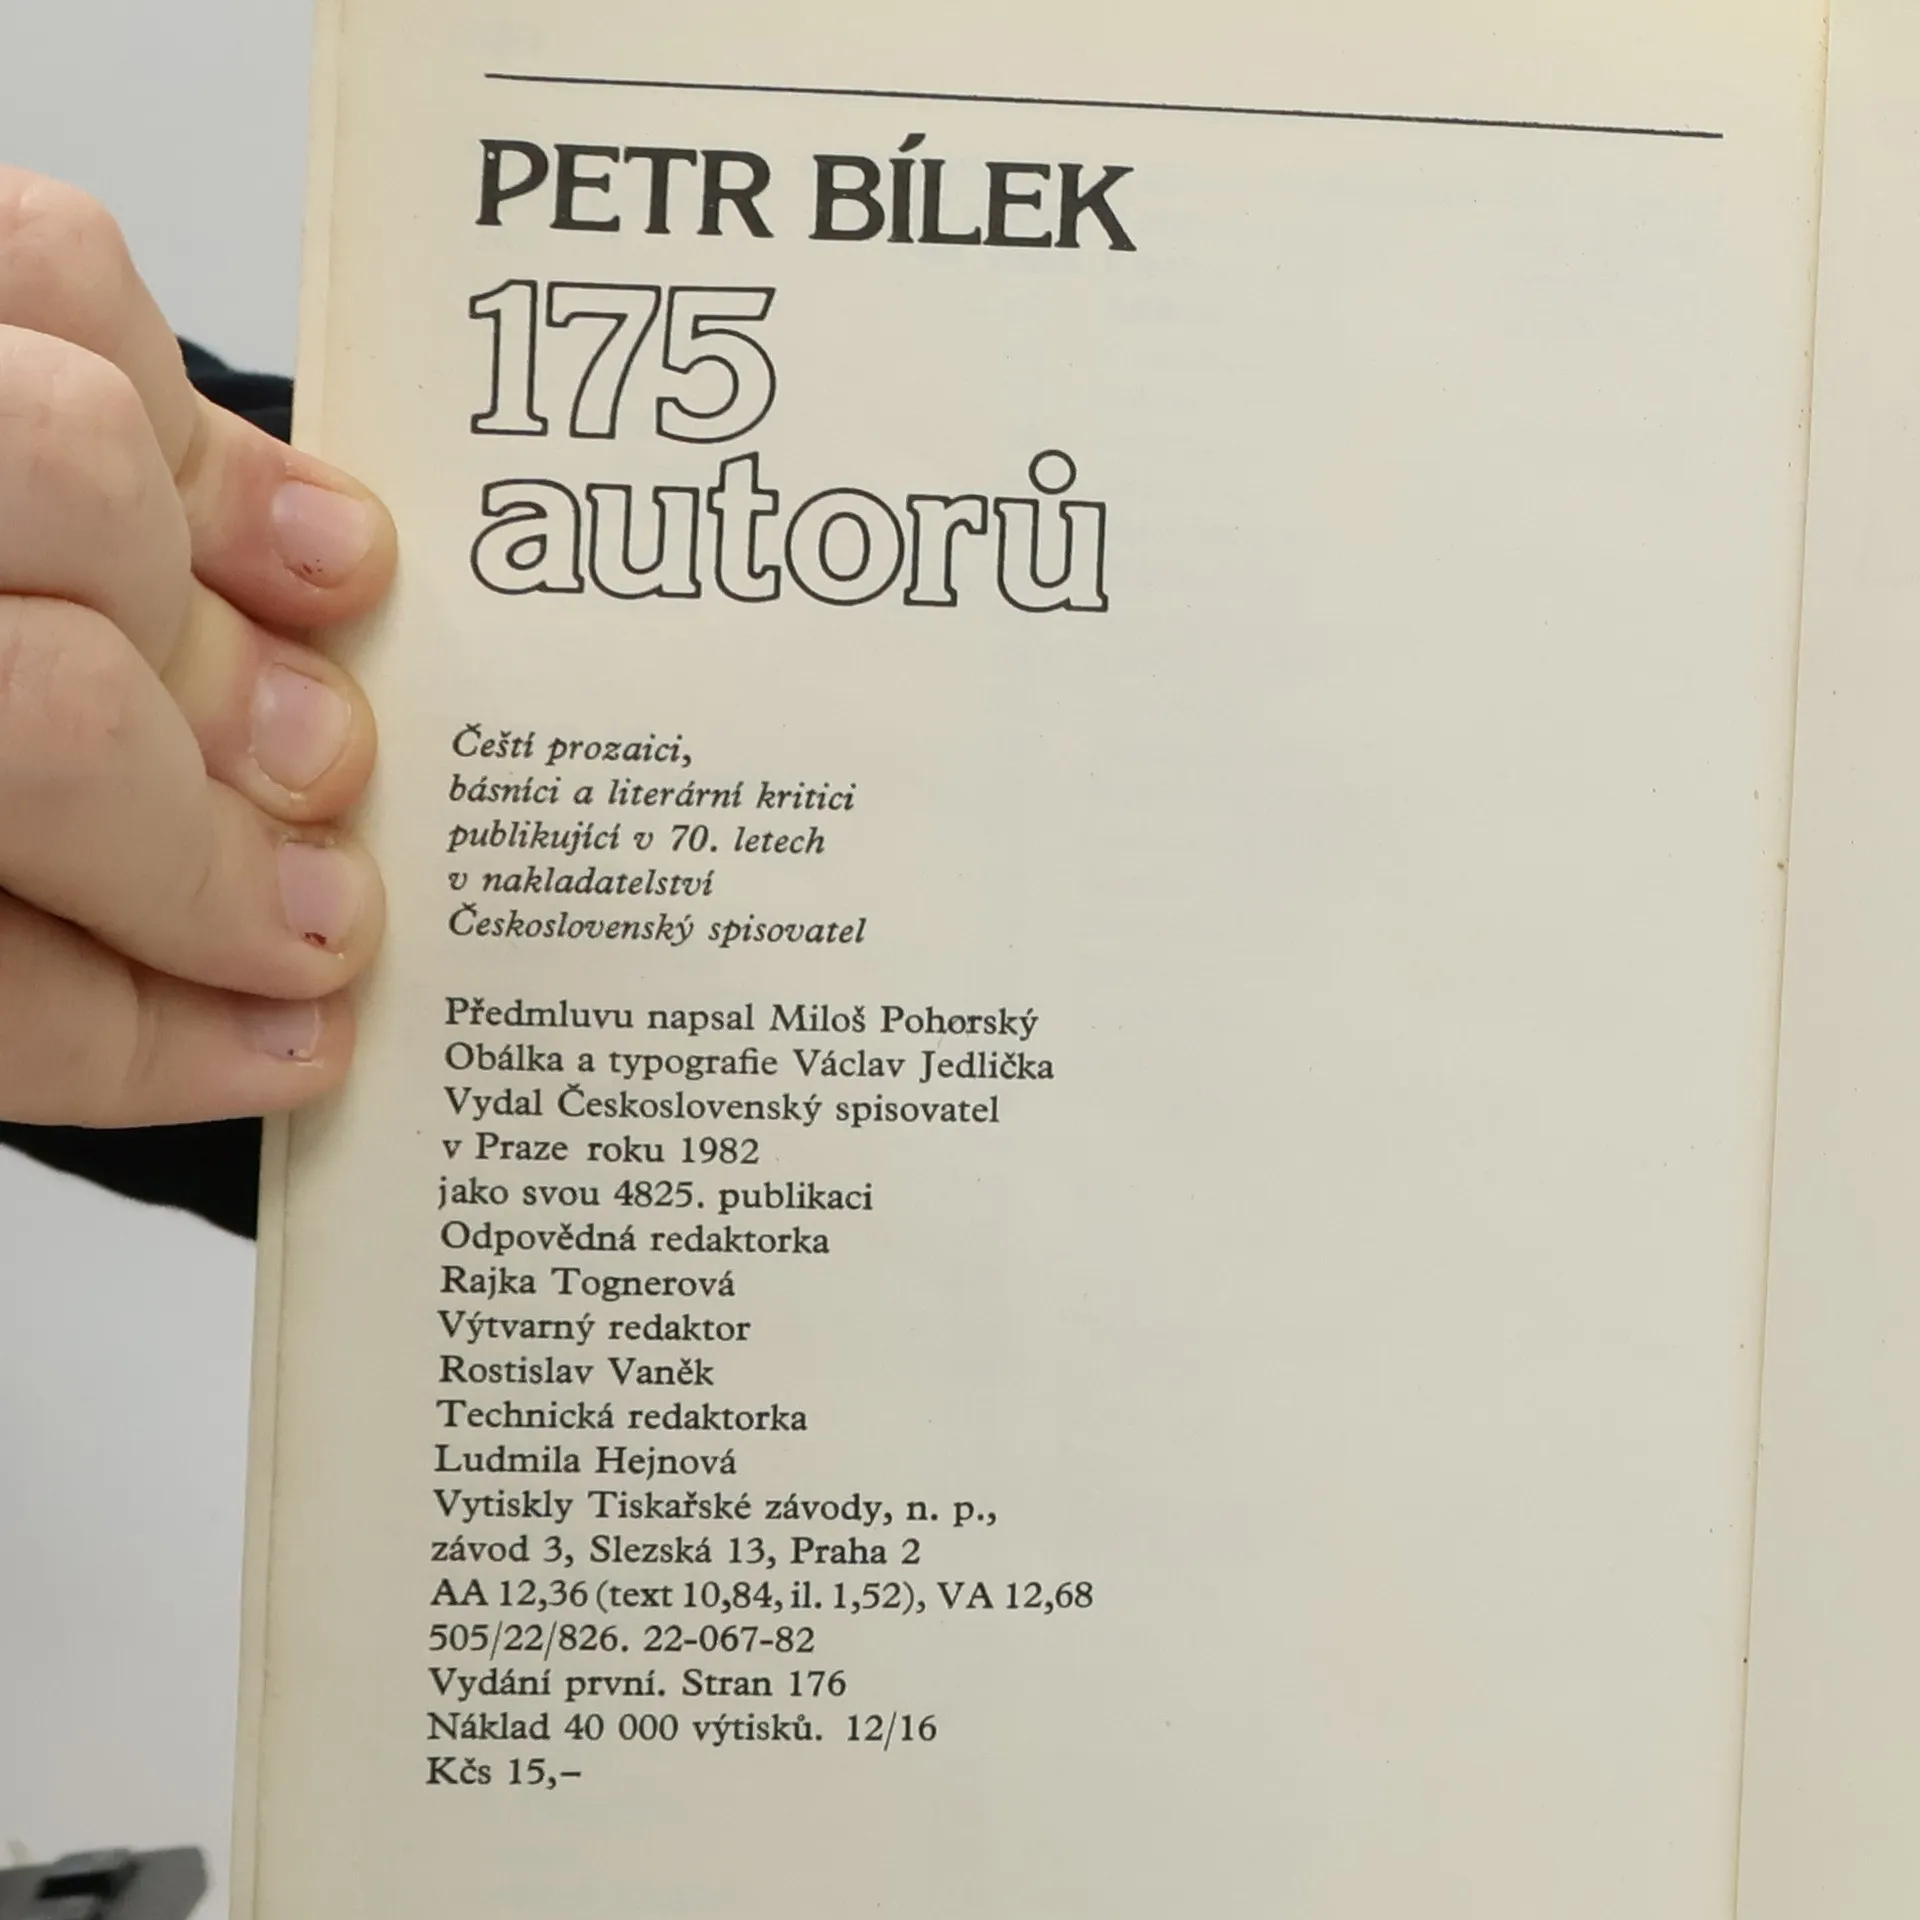 PETR BÍLEK
175
autorů
Čeští prozaici,
básníci a literární kritici
publikující v 70. letech
v nakladatelství
Československý spisovatel
Předmluvu napsal Miloš Pohorský
Obálka a typografie Václav Jedlička
Vydal Československý spisovatel
v Praze roku 1982
jako svou 4825. publikaci
Odpovědná redaktorka
Rajka Tognerová
Výtvarný redaktor
Rostislav Vaněk
Technická redaktorka
Ludmila Hejnová
Vytiskly Tiskařské závody, n. p.,
závod 3, Slezská 13, Praha 2
AA 12,36 (text 10,84, il. 1,52), VA 12,68
505/22/826. 22-067-82
Vydání první. Stran 176
Náklad 40 000 výtisků. 12/16
Kčs 15,–